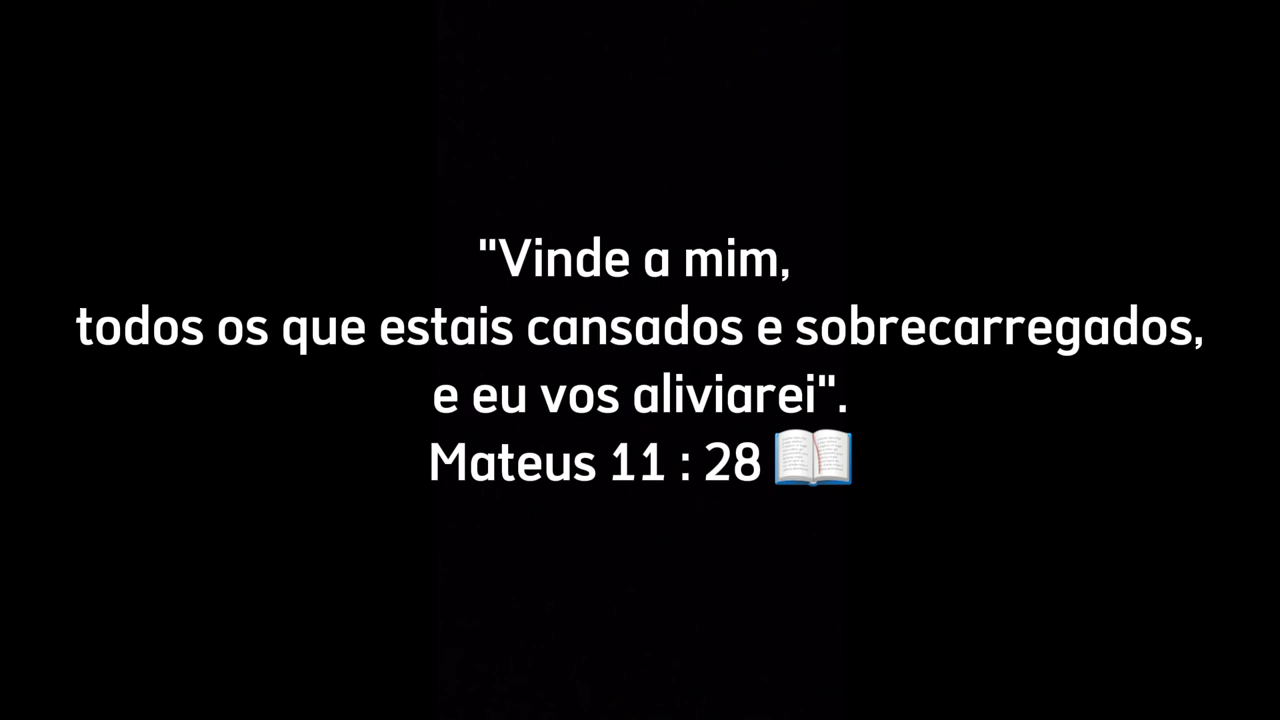 "Vinde a mim,
todos os que estais cansados e sobrecarregados,
e eu vos aliviarei".
Mateus 11 : 28 📖